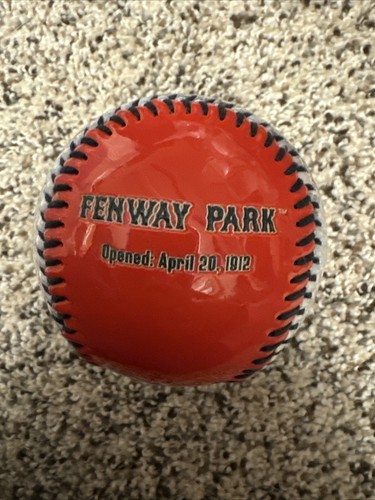 FENWAY PARK™
Opened: April 20, 1912